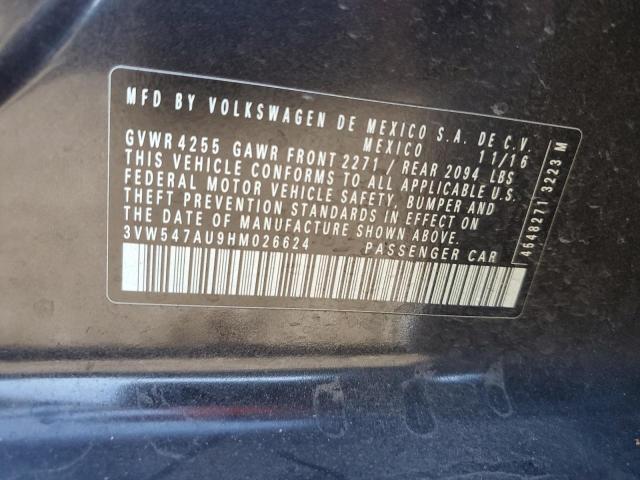 MFD BY VOLKSWAGEN DE MEXICO S.A. DE C.V.
MEXICO 11/16
GVWR 4255 GAWR FRONT 2271 / REAR 2094 LBS
THIS VEHICLE CONFORMS TO ALL APPLICABLE U.S.
FEDERAL MOTOR VEHICLE SAFETY, BUMPER AND
THEFT PREVENTION STANDARDS IN EFFECT ON
THE DATE OF MANUFACTURE SHOWN ABOVE.
3VW547AU9HM026624 PASSENGER CAR
4648271 3223 M